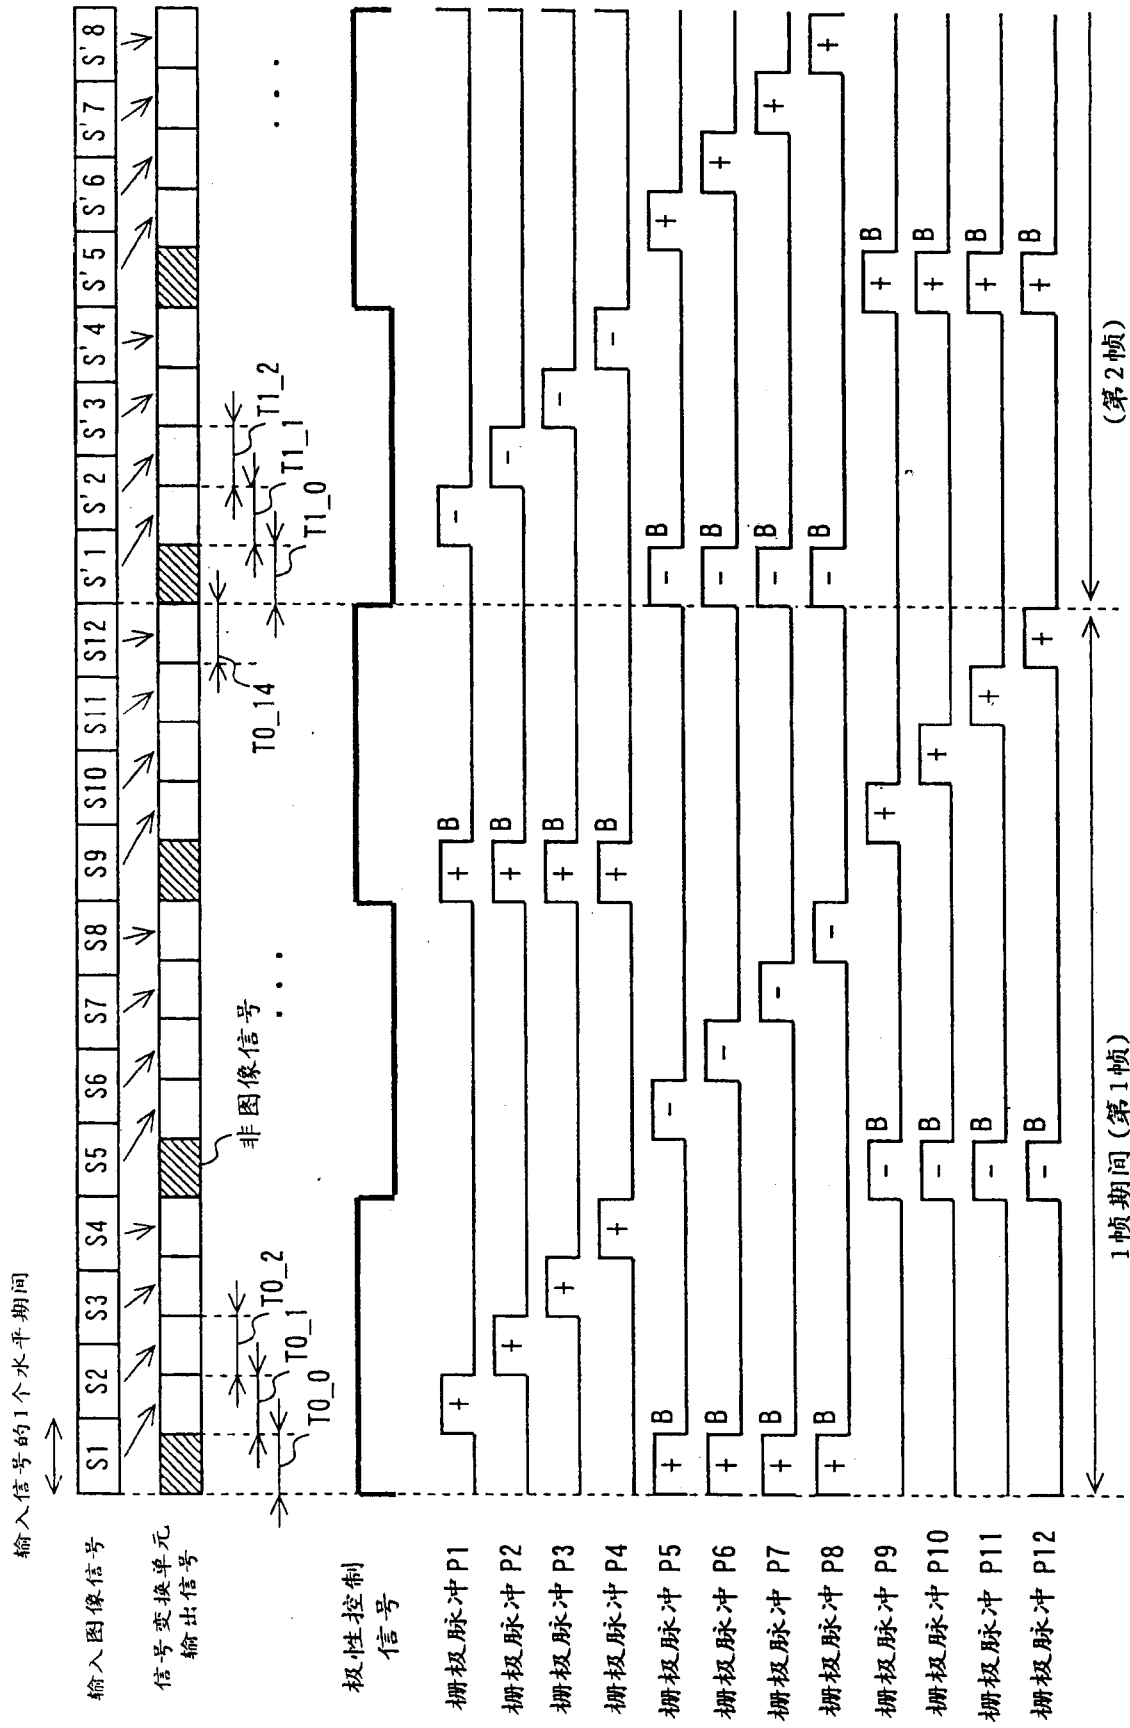 输入信号的1个水平期间
输入图像信号 S1 S2 S3 S4 S5 S6 S7 S8 S9 S10 S11 S12 S'1 S'2 S'3 S'4 S'5 S'6 S'7 S'8
信号变换单元
输出信号
T0_0 T0_1 T0_2
非图像信号
...
T0_14
T1_0 T1_1 T1_2
...
极性控制
信号
栅极脉冲 P1 + + B -
栅极脉冲 P2 + + B -
栅极脉冲 P3 + + B -
栅极脉冲 P4 + + B -
栅极脉冲 P5 + B - - B +
栅极脉冲 P6 + B - - B +
栅极脉冲 P7 + B - - B +
栅极脉冲 P8 + B - - B +
栅极脉冲 P9 - B + + B
栅极脉冲 P10 - B + + B
栅极脉冲 P11 - B + + B
栅极脉冲 P12 - B + + B
1帧期间(第1帧) (第2帧)